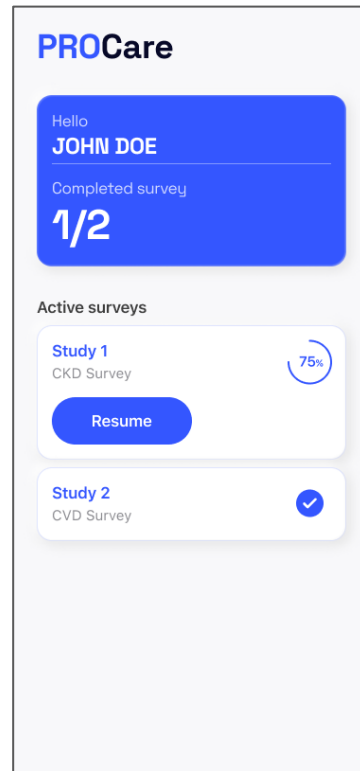 PROCare
Hello
JOHN DOE
Completed survey
1/2
Active surveys
Study 1
75%
CKD Survey
Resume
Study 2
CVD Survey